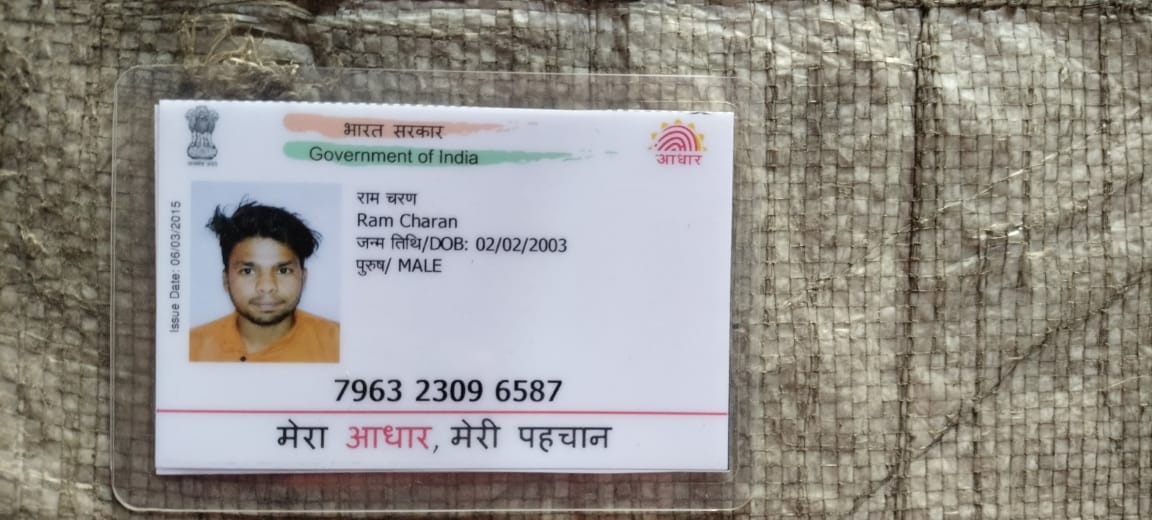 भारत सरकार
Government of India
आधार
Issue Date: 06/03/2015
राम चरण
Ram Charan
जन्म तिथि/DOB: 02/02/2003
पुरुष/ MALE
7963 2309 6587
मेरा आधार, मेरी पहचान